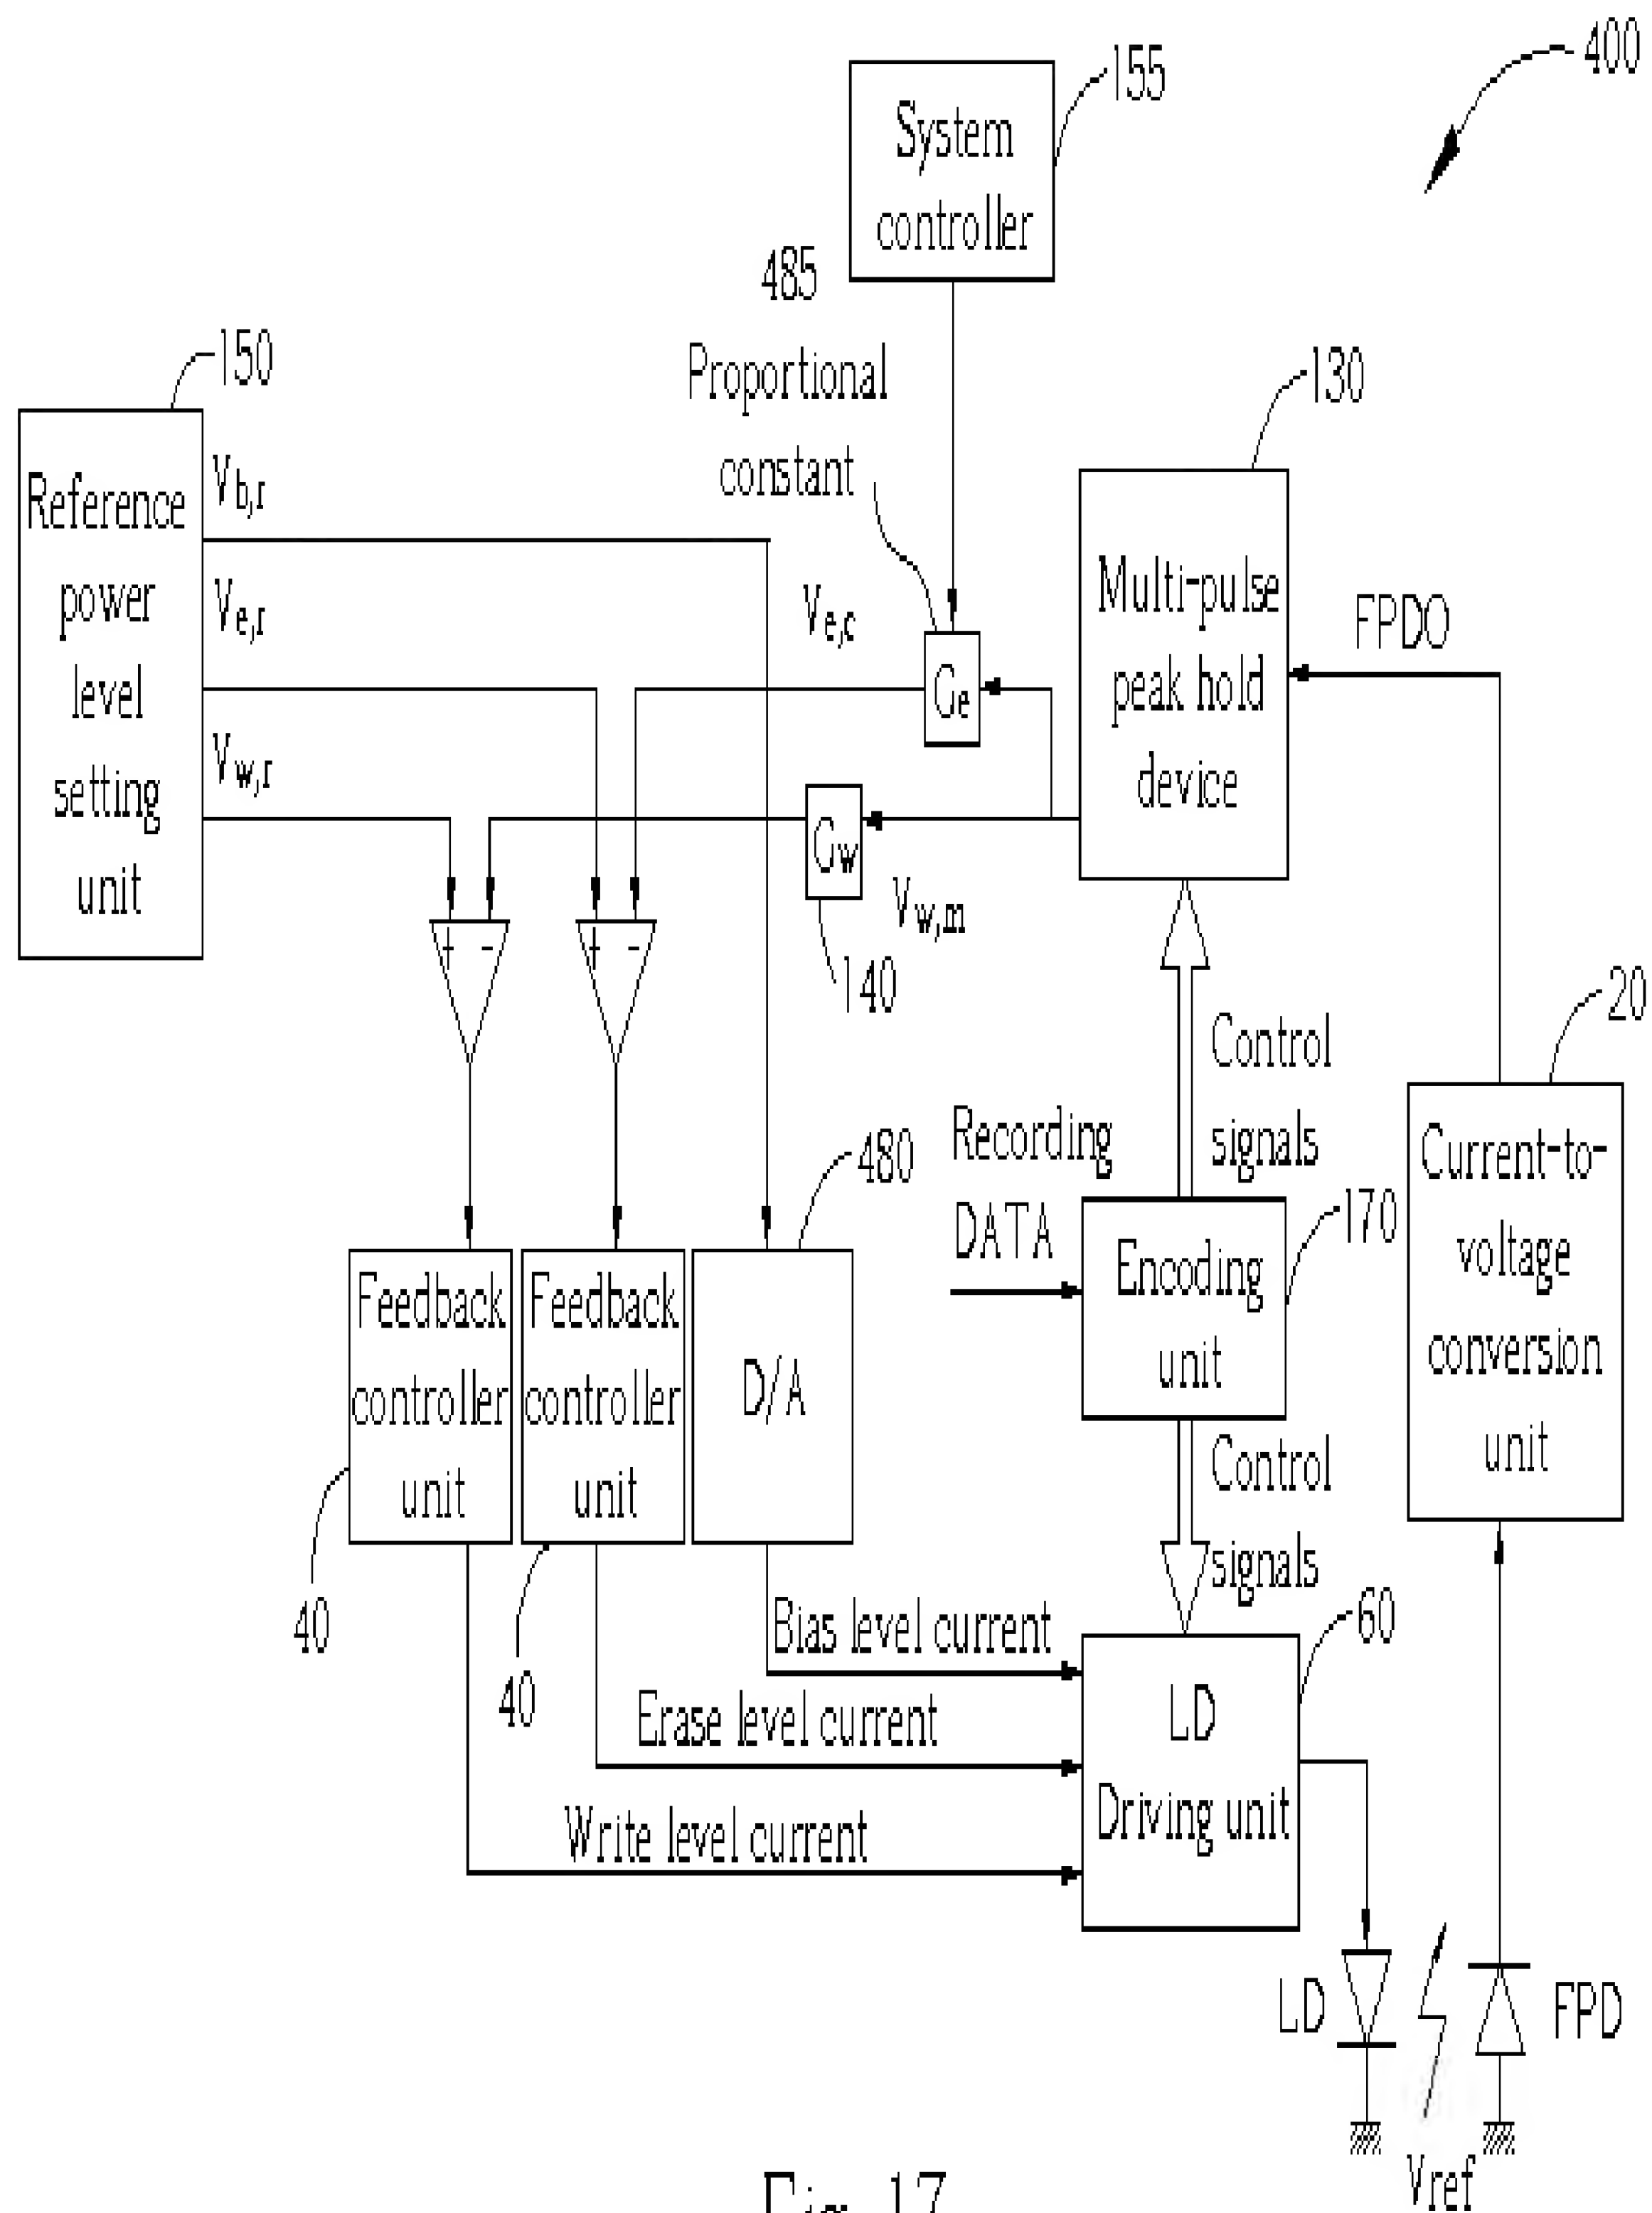 400
155
System
controller
485
Proportional
constant
150
130
Reference
power
level
setting
unit
Vb,r
Ve,r
Vw,r
Ve,c
Ge
Gw
Vw,m
140
Multi-pulse
peak hold
device
FPDO
20
Current-to-
voltage
conversion
unit
+ -
+ -
Control
signals
Recording
DATA
480
170
Encoding
unit
Feedback
controller
unit
Feedback
controller
unit
D/A
Control
signals
40
40
60
Bias level current
Erase level current
Write level current
LD
Driving unit
LD
FPD
Vref
Fig. 17